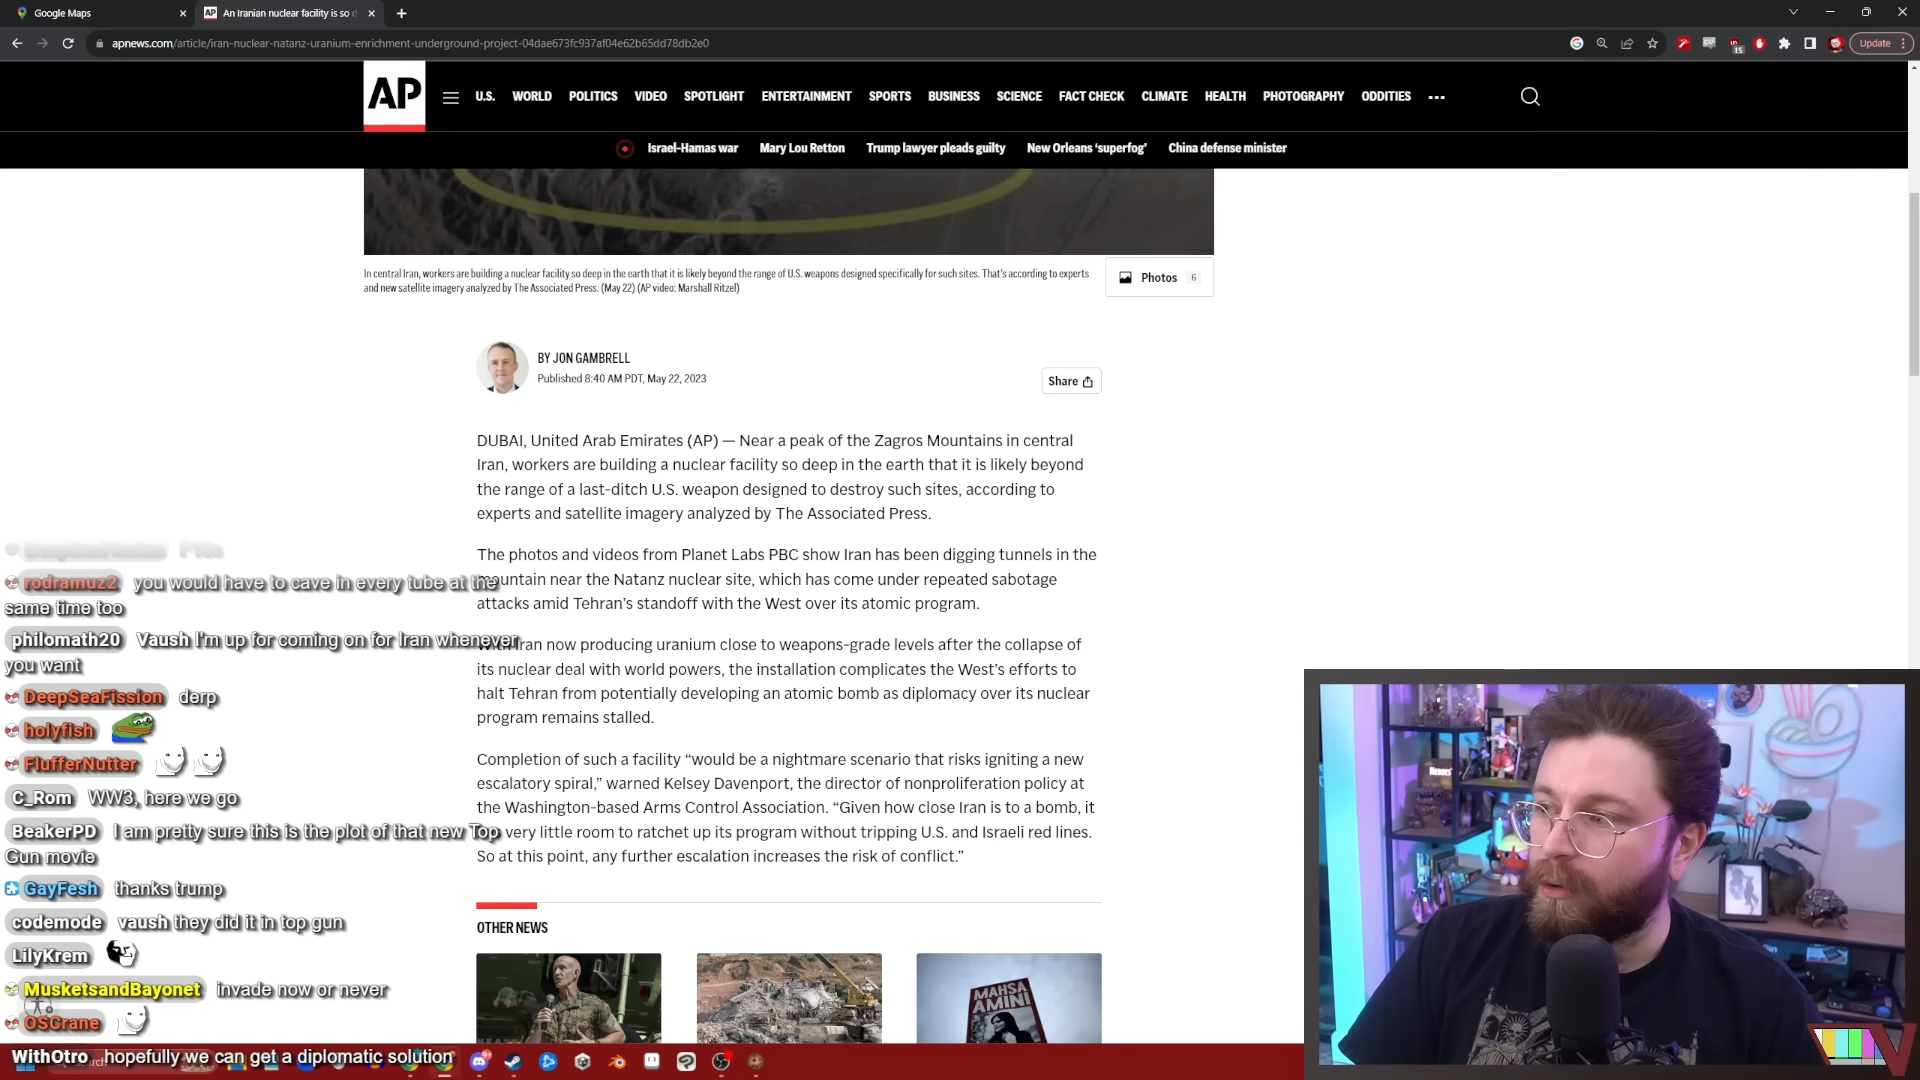 Google Maps
AP An Iranian nuclear facility is so d
apnews.com/article/iran-nuclear-natanz-uranium-enrichment-underground-project-04dae673fc937af04e62b65dd78db2e0
15
Update
AP
U.S. WORLD POLITICS VIDEO SPOTLIGHT ENTERTAINMENT SPORTS BUSINESS SCIENCE FACT CHECK CLIMATE HEALTH PHOTOGRAPHY ODDITIES
Israel-Hamas war Mary Lou Retton Trump lawyer pleads guilty New Orleans ‘superfog’ China defense minister
In central Iran, workers are building a nuclear facility so deep in the earth that it is likely beyond the range of U.S. weapons designed specifically for such sites. That's according to experts
and new satellite imagery analyzed by The Associated Press. (May 22) (AP video: Marshall Ritzel)
Photos 6
BY JON GAMBRELL
Published 8:40 AM PDT, May 22, 2023
Share
DUBAI, United Arab Emirates (AP) — Near a peak of the Zagros Mountains in central
Iran, workers are building a nuclear facility so deep in the earth that it is likely beyond
the range of a last-ditch U.S. weapon designed to destroy such sites, according to
experts and satellite imagery analyzed by The Associated Press.
The photos and videos from Planet Labs PBC show Iran has been digging tunnels in the
mountain near the Natanz nuclear site, which has come under repeated sabotage
attacks amid Tehran’s standoff with the West over its atomic program.
With Iran now producing uranium close to weapons-grade levels after the collapse of
its nuclear deal with world powers, the installation complicates the West’s efforts to
halt Tehran from potentially developing an atomic bomb as diplomacy over its nuclear
program remains stalled.
Completion of such a facility “would be a nightmare scenario that risks igniting a new
escalatory spiral,” warned Kelsey Davenport, the director of nonproliferation policy at
the Washington-based Arms Control Association. “Given how close Iran is to a bomb, it
very little room to ratchet up its program without tripping U.S. and Israeli red lines.
So at this point, any further escalation increases the risk of conflict.”
OTHER NEWS
MAHSA
AMINI
rodramuz2 you would have to cave in every tube at the
same time too
philomath20 Vaush I'm up for coming on for Iran whenever
you want
DeepSeaFission derp
holyfish
FlufferNutter
C_Rom WW3, here we go
BeakerPD I am pretty sure this is the plot of that new Top
Gun movie
GayFesh thanks trump
codemode vaush they did it in top gun
LilyKrem
MusketsandBayonet invade now or never
OSCrane
WithOtro hopefully we can get a diplomatic solution
Search
HEROES
V